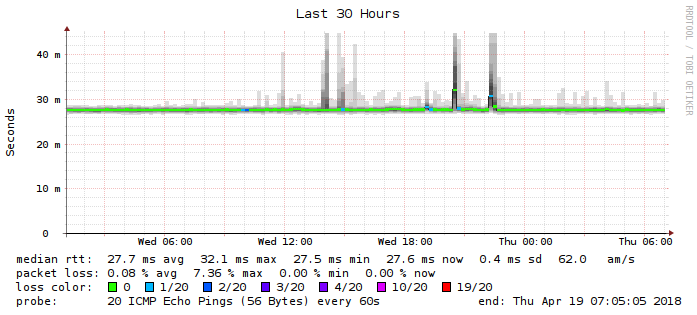 Last 30 Hours
RRDTOOL / TOBI OETIKER
Seconds
40 m
30 m
20 m
10 m
0
Wed 06:00 Wed 12:00 Wed 18:00 Thu 00:00 Thu 06:00
median rtt: 27.7 ms avg 32.1 ms max 27.5 ms min 27.6 ms now 0.4 ms sd 62.0 am/s
packet loss: 0.08 % avg 7.36 % max 0.00 % min 0.00 % now
loss color: 0 1/20 2/20 3/20 4/20 10/20 19/20
probe: 20 ICMP Echo Pings (56 Bytes) every 60s end: Thu Apr 19 07:05:05 2018